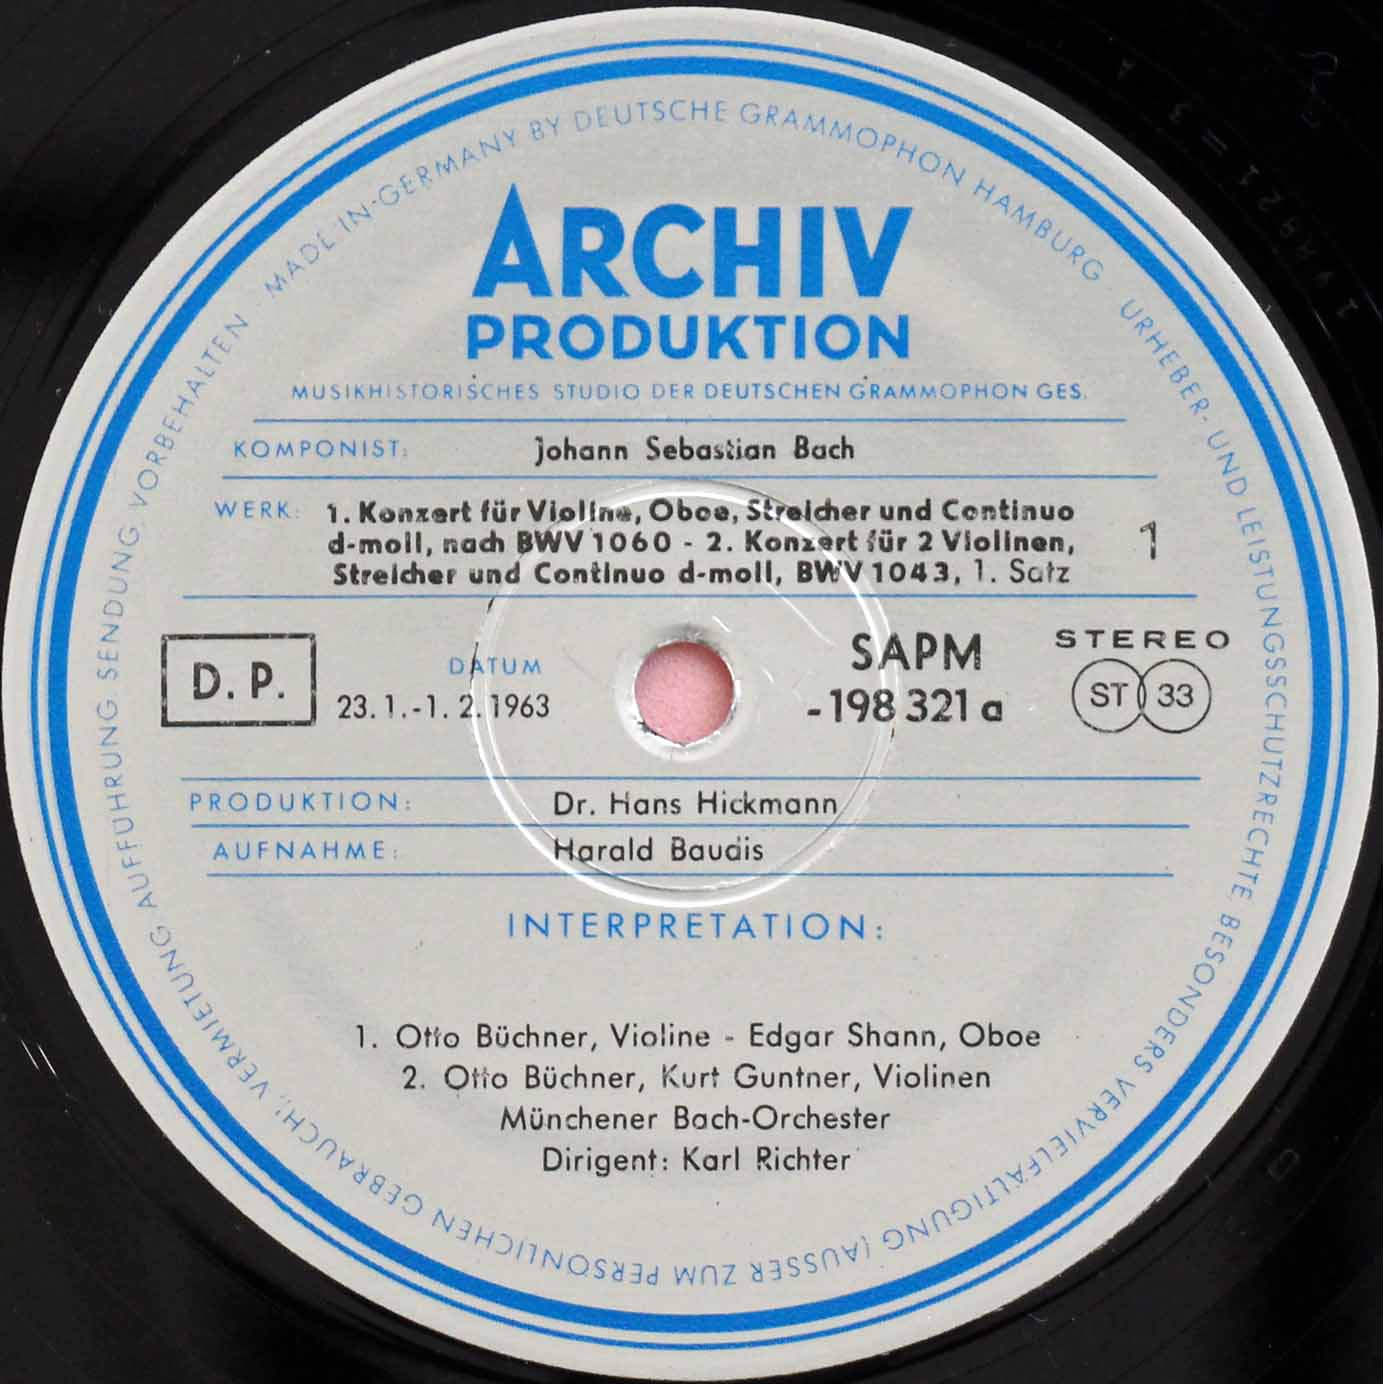 MADE IN GERMANY BY DEUTSCHE GRAMMOPHON HAMBURG
URHEBER- UND LEISTUNGSSCHUTZRECHTE, BESONDERS VERVIELFÄLTIGUNG (AUSSER ZUM PERSÖNLICHEN GEBRAUCH!), VERMIETUNG, AUFFÜHRUNG, SENDUNG, VORBEHALTEN
ARCHIV
PRODUKTION
MUSIKHISTORISCHES STUDIO DER DEUTSCHEN GRAMMOPHON GES.
KOMPONIST: Johann Sebastian Bach
WERK: 1. Konzert für Violine, Oboe, Streicher und Continuo
d-moll, nach BWV 1060 - 2. Konzert für 2 Violinen,
Streicher und Continuo d-moll, BWV 1043, 1. Satz
1
D. P.
DATUM
23. 1. -1. 2. 1963
SAPM
-198 321 a
STEREO
ST 33
PRODUKTION: Dr. Hans Hickmann
AUFNAHME: Harald Baudis
INTERPRETATION:
1. Otto Büchner, Violine - Edgar Shann, Oboe
2. Otto Büchner, Kurt Guntner, Violinen
Münchener Bach-Orchester
Dirigent: Karl Richter